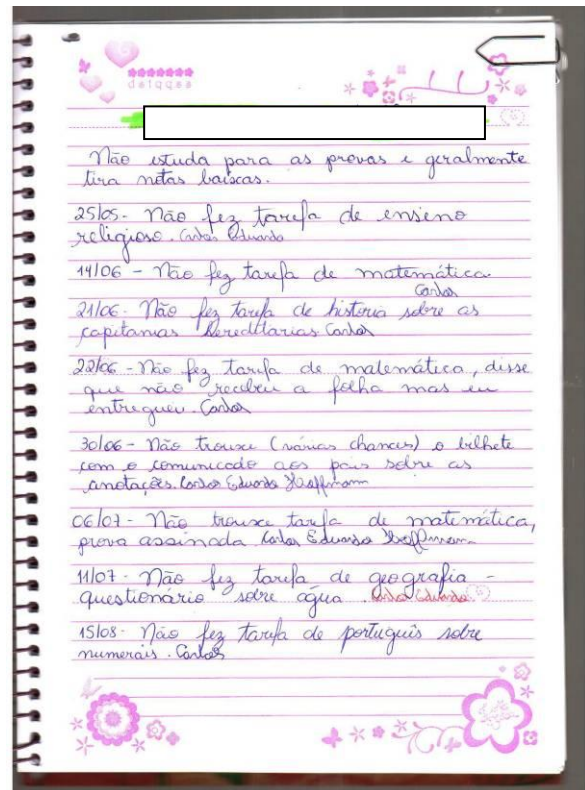 datqqaa
Não estuda para as provas e geralmente
tira notas baixas.
25/05- Não fez tarefa de ensino
religioso. Carlos Eduardo
14/06 - Não fez tarefa de matemática.
Carlos
21/06- Não fez tarefa de historia sobre as
capitanias Hereditarias Carlos
22/06 - Não fez tarefa de matemática, disse
que não recebeu a folha mas eu
entreguei. Carlos
30/06 - Não trouxe (várias chances) o bilhete
com o comunicado aos pais sobre as
anotações. Carlos Eduardo Hoffmann
06/07 - Não trouxe tarefa de matemática,
prova assinada Carlos Eduardo Hoffmann
11/07 - Não fez tarefa de geografia -
questionário sobre água. Carlos Eduardo
15/08- Não fez tarefa de português sobre
numerais. Carlos